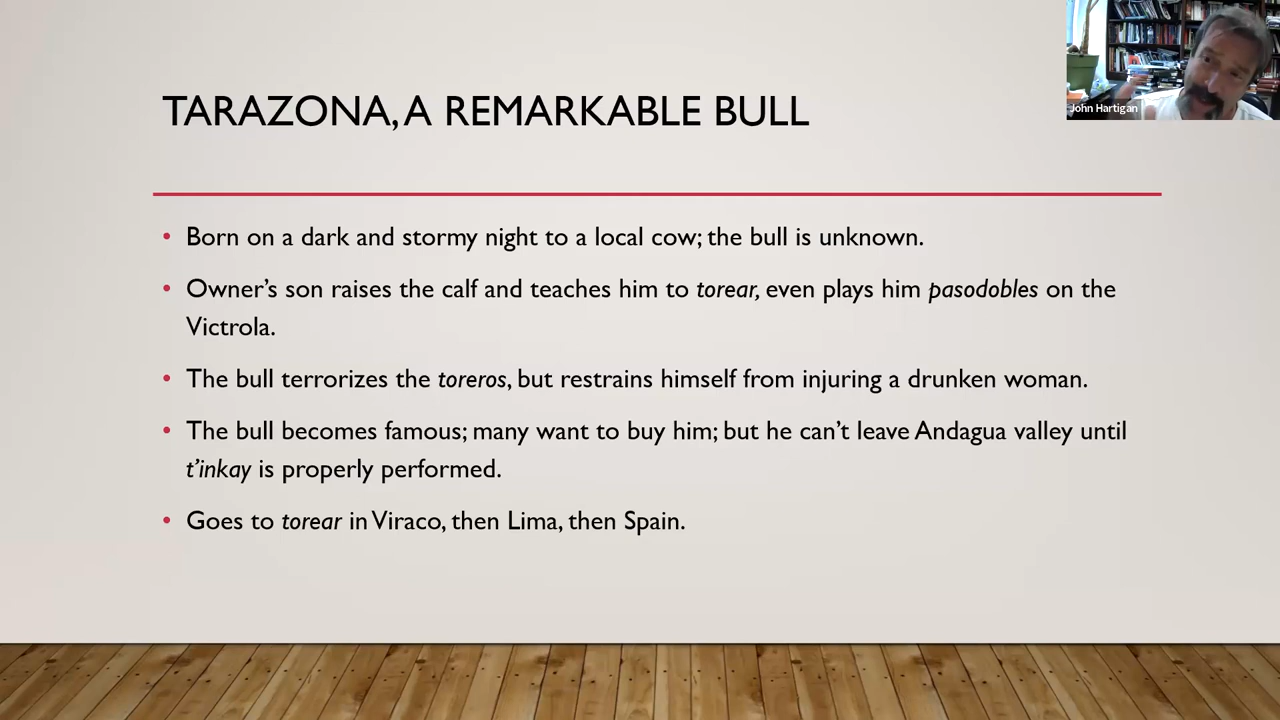 TARAZONA, A REMARKABLE BULL
John Hartigan
• Born on a dark and stormy night to a local cow; the bull is unknown.
• Owner’s son raises the calf and teaches him to torear, even plays him pasodobles on the
Victrola.
• The bull terrorizes the toreros, but restrains himself from injuring a drunken woman.
• The bull becomes famous; many want to buy him; but he can’t leave Andagua valley until
t’inkay is properly performed.
• Goes to torear in Viraco, then Lima, then Spain.